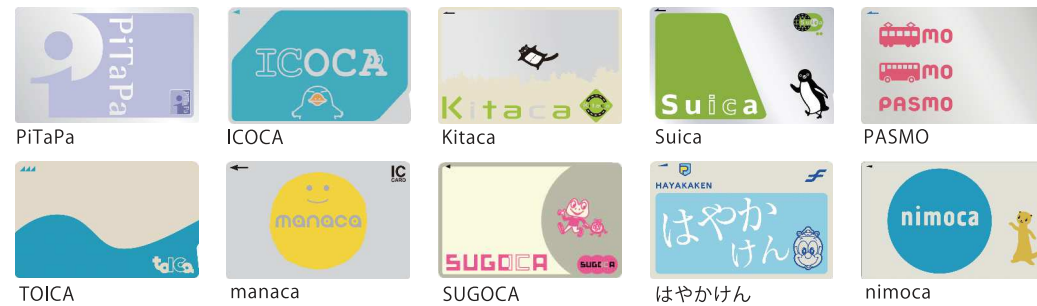 PiTaPa
ICOCA
Kitaca
Suica
mo
mo
PASMO
PiTaPa
ICOCA
Kitaca
Suica
PASMO
IC
CARD
HAYAKAKEN
toica
manaca
SUGOCA
SUGOCA
はやか
けん
nimoca
TOICA
manaca
SUGOCA
はやかけん
nimoca